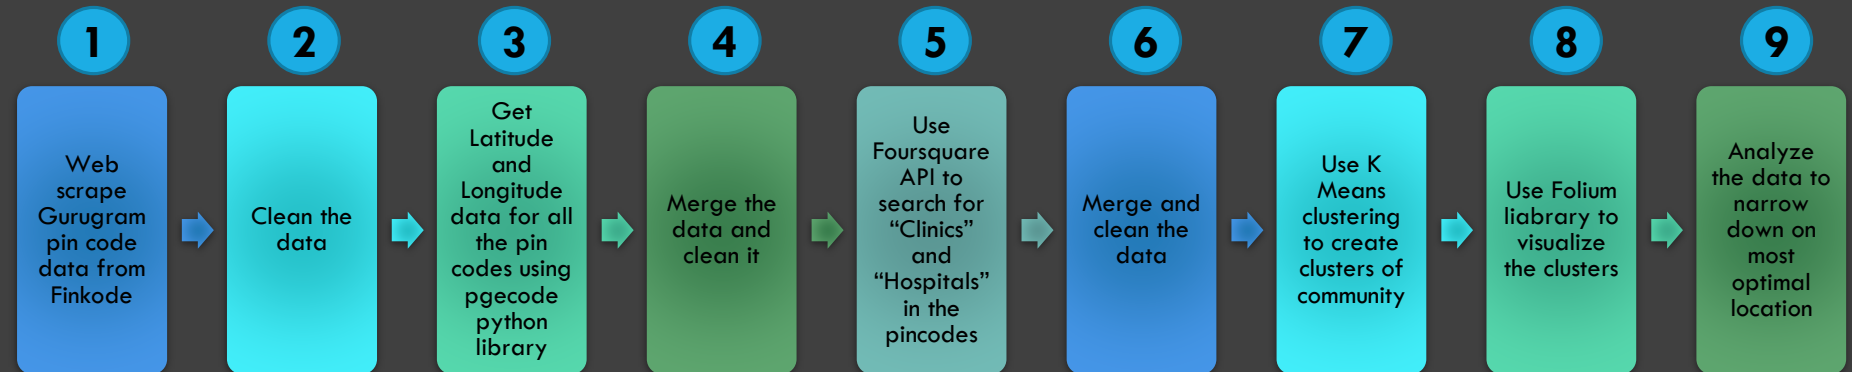 1
Web
scrape
Gurugram
pin code
data from
Finkode
2
Clean the
data
3
Get
Latitude
and
Longitude
data for all
the pin
codes using
pgecode
python
library
4
Merge the
data and
clean it
5
Use
Foursquare
API to
search for
“Clinics”
and
“Hospitals”
in the
pincodes
6
Merge and
clean the
data
7
Use K
Means
clustering
to create
clusters of
community
8
Use Folium
liabrary to
visualize
the clusters
9
Analyze
the data to
narrow
down on
most
optimal
location